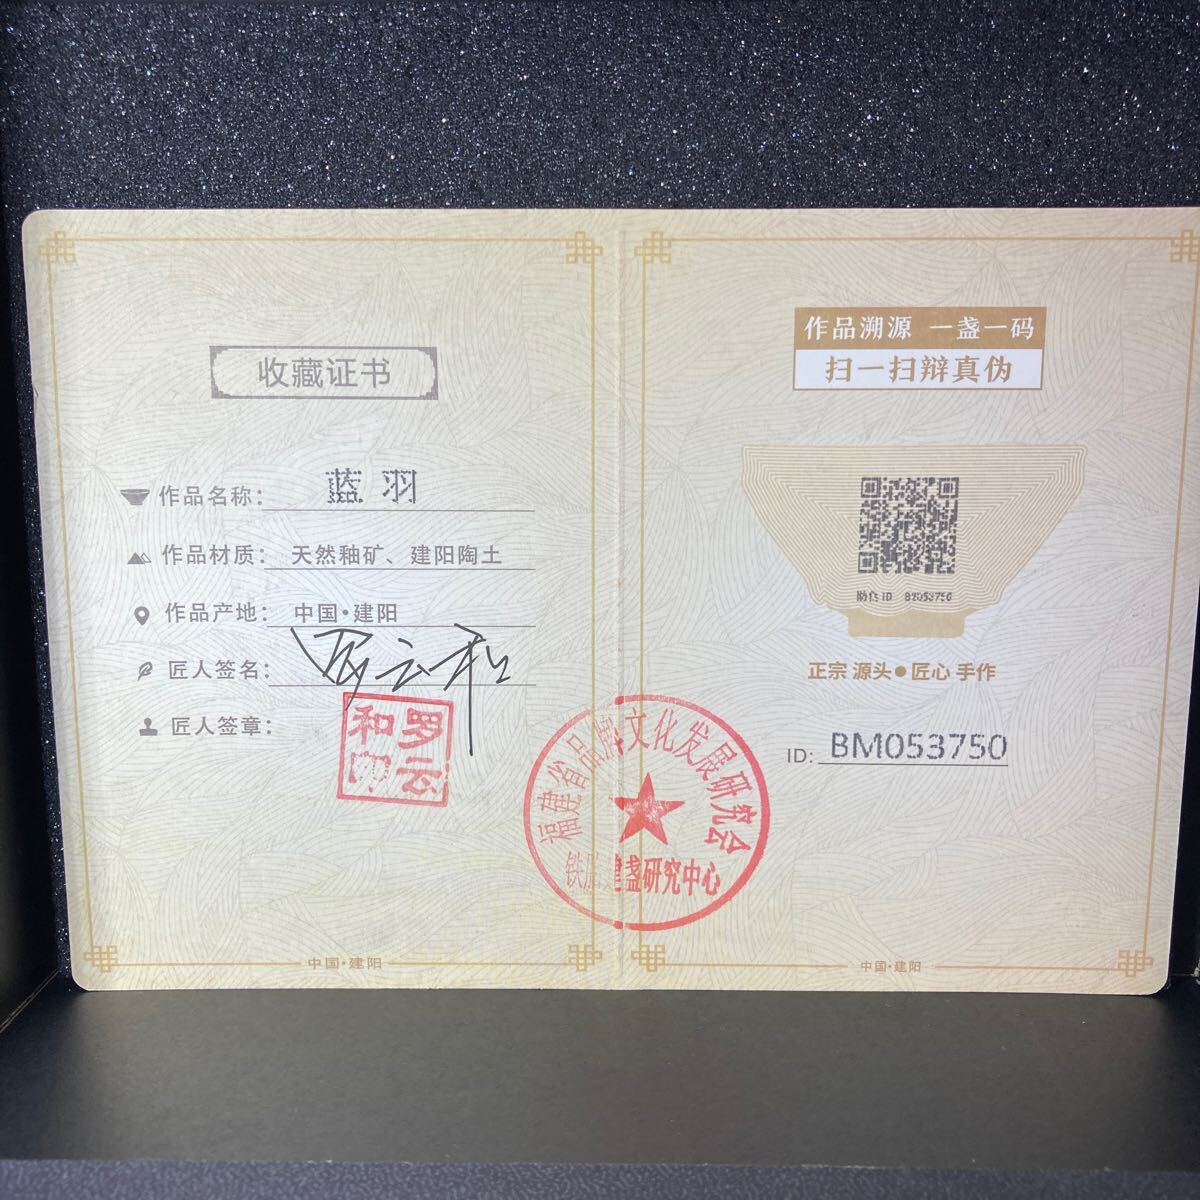 收藏证书
作品名称： 蓝羽
作品材质： 天然釉矿、建阳陶土
作品产地： 中国·建阳
匠人签名： 罗云和
匠人签章：
罗云和印
中国·建阳
作品溯源 一盏一码
扫一扫辩真伪
正宗 源头●匠心 手作
ID: BM053750
福建省品牌文化发展研究会
铁胎建盏研究中心
中国·建阳